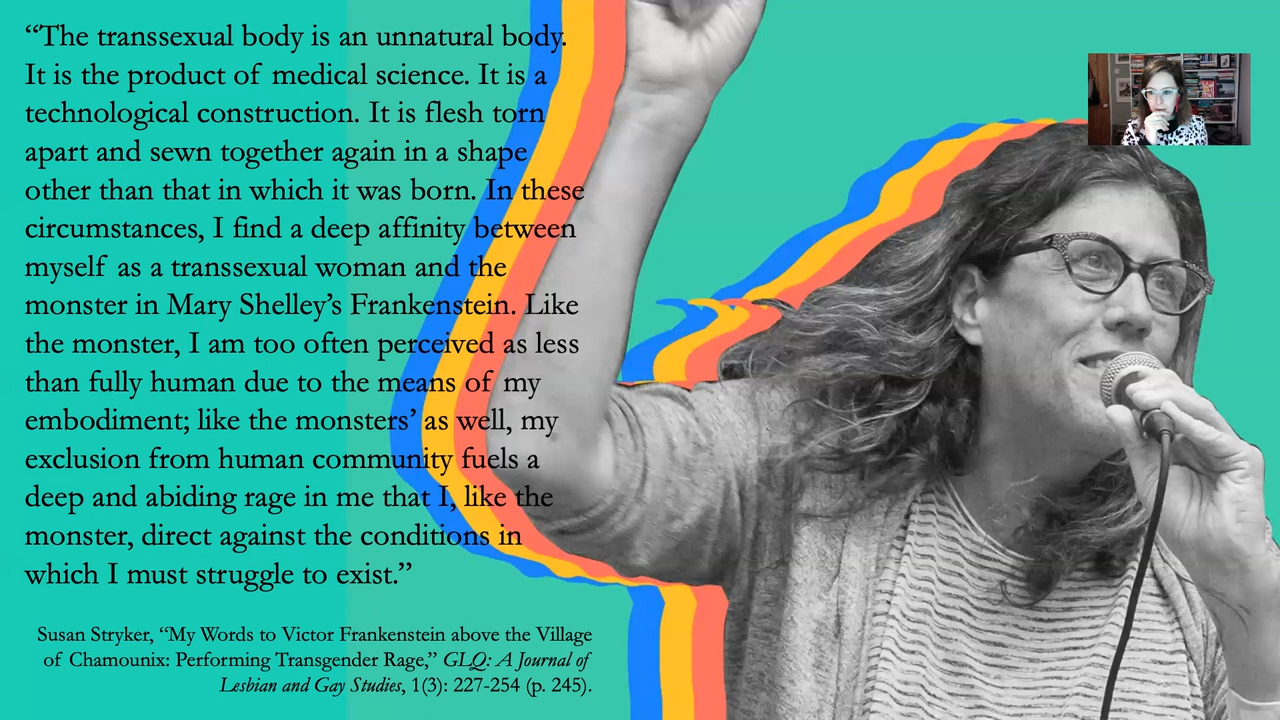 “The transsexual body is an unnatural body.
It is the product of medical science. It is a
technological construction. It is flesh torn
apart and sewn together again in a shape
other than that in which it was born. In these
circumstances, I find a deep affinity between
myself as a transsexual woman and the
monster in Mary Shelley’s Frankenstein. Like
the monster, I am too often perceived as less
than fully human due to the means of my
embodiment; like the monsters’ as well, my
exclusion from human community fuels a
deep and abiding rage in me that I, like the
monster, direct against the conditions in
which I must struggle to exist.”
Susan Stryker, “My Words to Victor Frankenstein above the Village
of Chamounix: Performing Transgender Rage,” GLQ: A Journal of
Lesbian and Gay Studies, 1(3): 227-254 (p. 245).